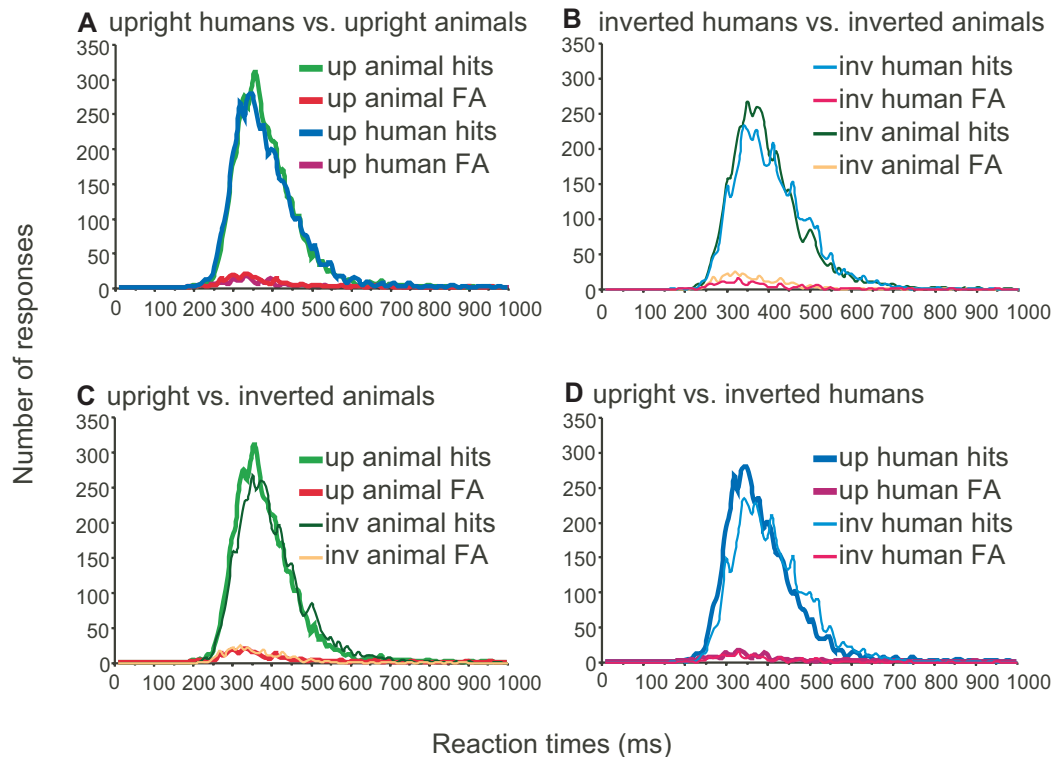 A upright humans vs. upright animals
350
300
250
200
150
100
50
0
up animal hits
up animal FA
up human hits
up human FA
0 100 200 300 400 500 600 700 800 900 1000
B inverted humans vs. inverted animals
350
300
250
200
150
100
50
0
inv human hits
inv human FA
inv animal hits
inv animal FA
0 100 200 300 400 500 600 700 800 900 1000
Number of responses
C upright vs. inverted animals
350
300
250
200
150
100
50
0
up animal hits
up animal FA
inv animal hits
inv animal FA
0 100 200 300 400 500 600 700 800 900 1000
D upright vs. inverted humans
350
300
250
200
150
100
50
0
up human hits
up human FA
inv human hits
inv human FA
0 100 200 300 400 500 600 700 800 900 1000
Reaction times (ms)